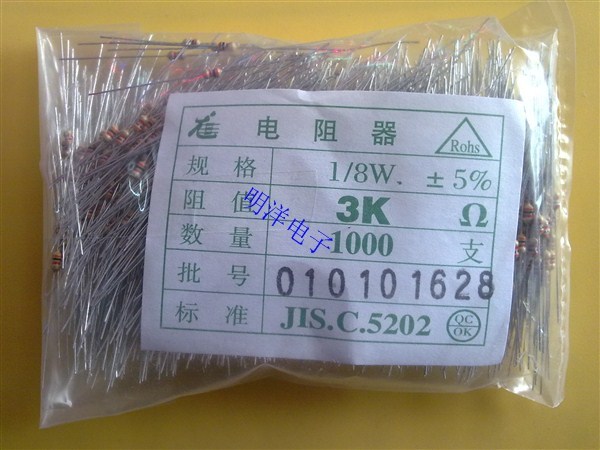 电阻器 Rohs
规格 1/8W. ±5%
阻值 3K Ω
数量 1000 支
批号 010101628
标准 JIS.C.5202 QC OK
明洋电子